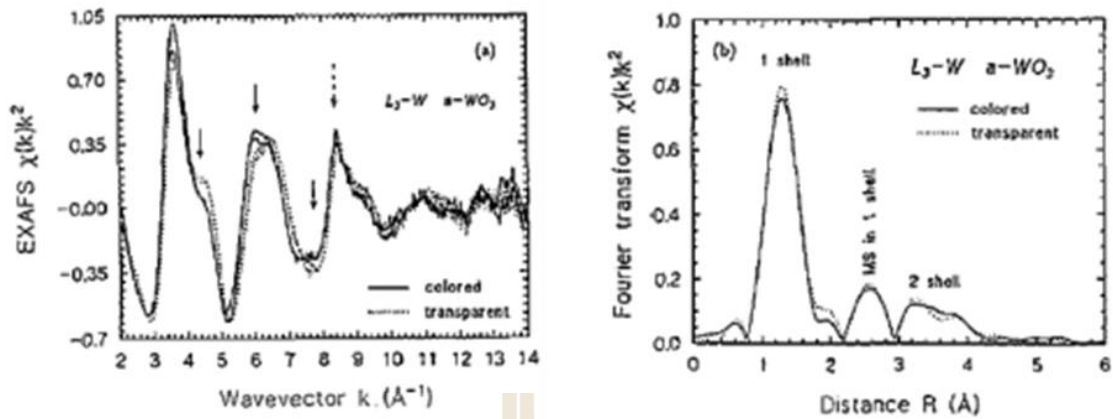 1.05
0.70
0.35
-0.00
-0.35
-0.7
EXAFS χ(k)k²
(a)
L₃-W a-WO₃
colored
transparent
2 3 4 5 6 7 8 9 10 11 12 13 14
Wavevector k. (Å⁻¹)
1.0
0.8
0.6
0.4
0.2
0.0
Fourier transform χ(k)k²
(b)
1 shell
L₃-W a-WO₃
colored
transparent
MS in 1 shell
2 shell
0 1 2 3 4 5 6
Distance R (Å)